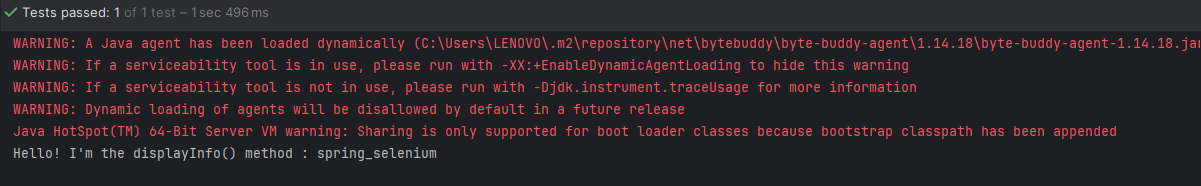 Tests passed: 1 of 1 test – 1 sec 496 ms
WARNING: A Java agent has been loaded dynamically (C:\Users\LENOVO\.m2\repository\net\bytebuddy\byte-buddy-agent\1.14.18\byte-buddy-agent-1.14.18.jar
WARNING: If a serviceability tool is in use, please run with -XX:+EnableDynamicAgentLoading to hide this warning
WARNING: If a serviceability tool is not in use, please run with -Djdk.instrument.traceUsage for more information
WARNING: Dynamic loading of agents will be disallowed by default in a future release
Java HotSpot(TM) 64-Bit Server VM warning: Sharing is only supported for boot loader classes because bootstrap classpath has been appended
Hello! I'm the displayInfo() method : spring_selenium